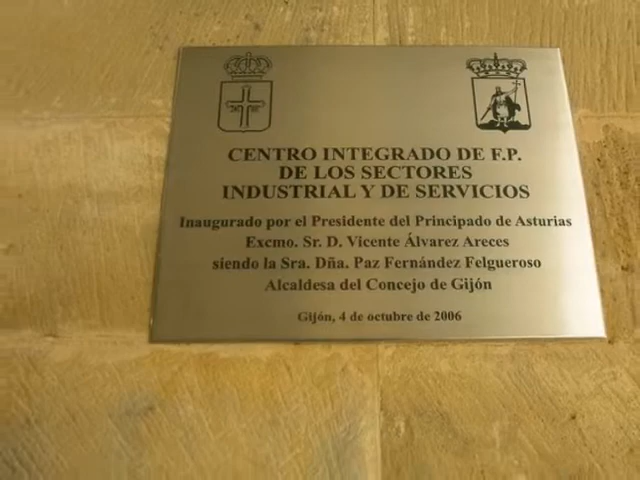 CENTRO INTEGRADO DE F.P.
DE LOS SECTORES
INDUSTRIAL Y DE SERVICIOS
Inaugurado por el Presidente del Principado de Asturias
Excmo. Sr. D. Vicente Álvarez Areces
siendo la Sra. Dña. Paz Fernández Felgueroso
Alcaldesa del Concejo de Gijón
Gijón, 4 de octubre de 2006